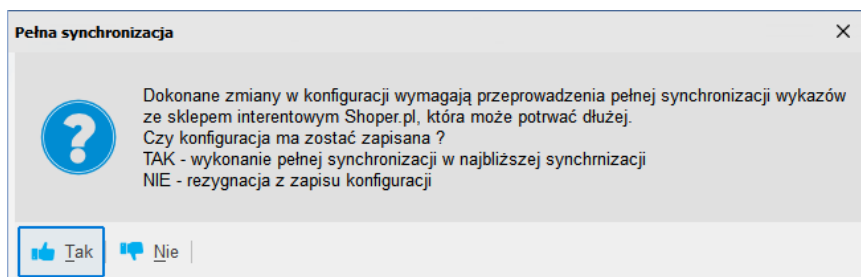 Pełna synchronizacja
Dokonane zmiany w konfiguracji wymagają przeprowadzenia pełnej synchronizacji wykazów
ze sklepem interentowym Shoper.pl, która może potrwać dłużej.
Czy konfiguracja ma zostać zapisana ?
TAK - wykonanie pełnej synchronizacji w najbliższej synchrnizacji
NIE - rezygnacja z zapisu konfiguracji
Tak Nie